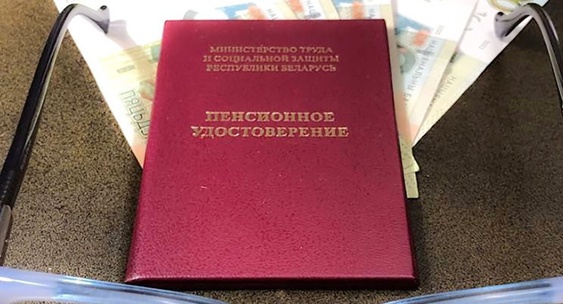 МИНИСТЕРСТВО ТРУДА
И СОЦИАЛЬНОЙ ЗАЩИТЫ
РЕСПУБЛИКИ БЕЛАРУСЬ
ПЕНСИОННОЕ
УДОСТОВЕРЕНИЕ